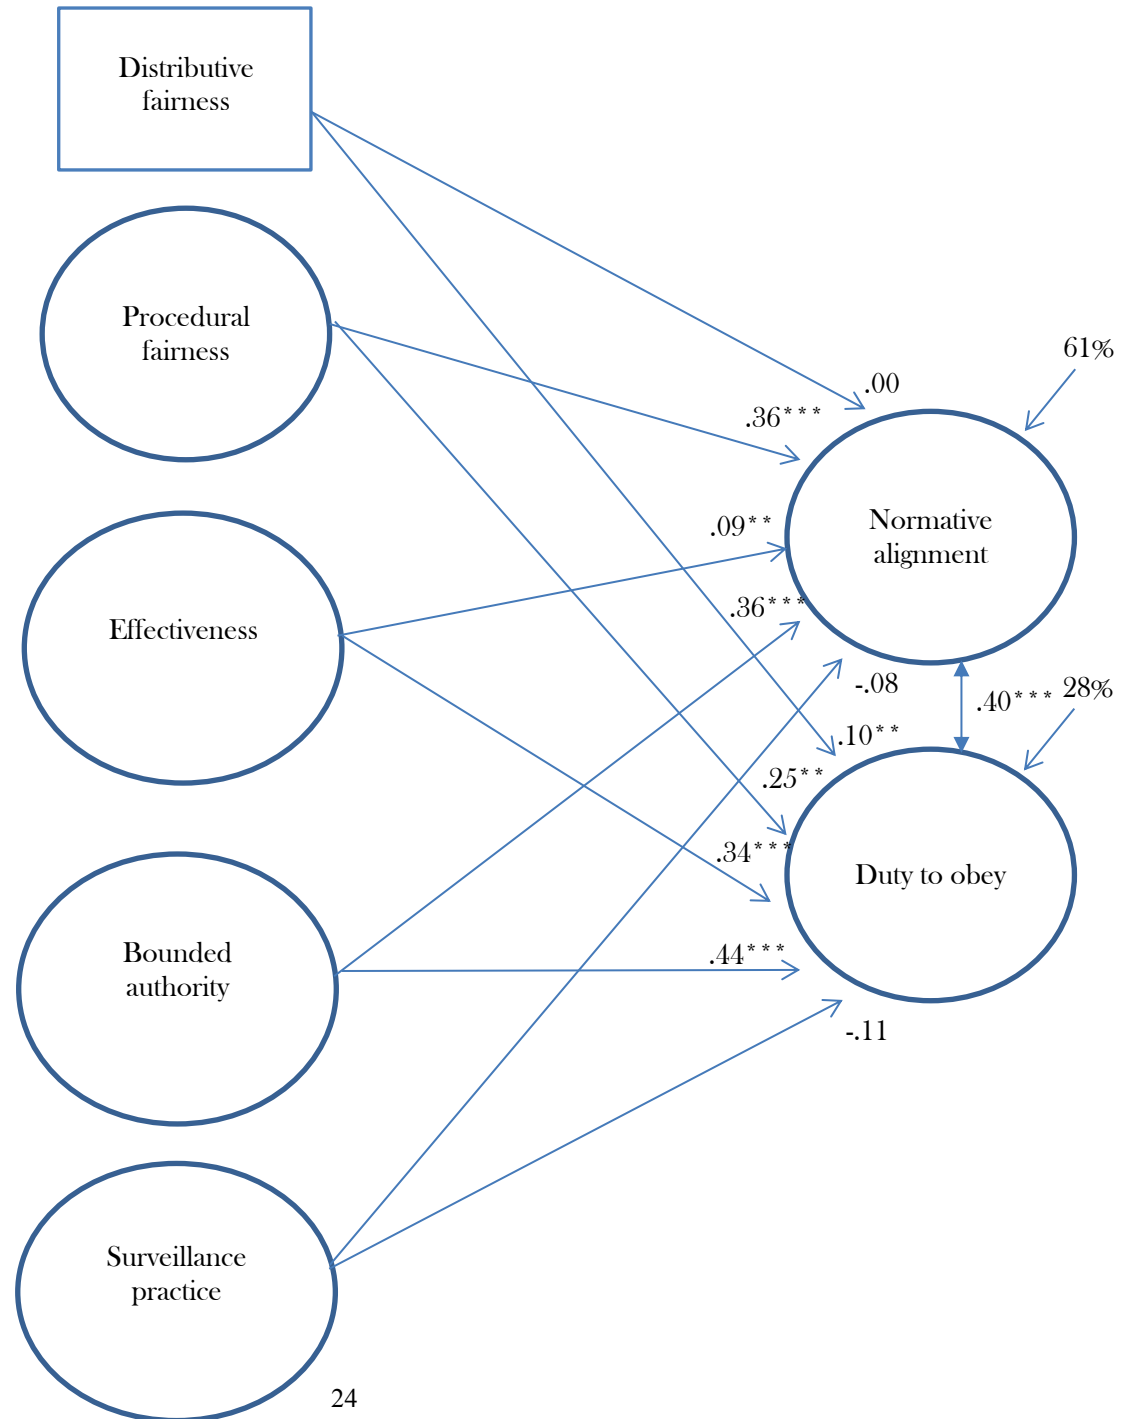 Distributive
fairness
Procedural
fairness
Effectiveness
Bounded
authority
Surveillance
practice
.00
.36***
61%
.09**
Normative
alignment
.36***
-.08
.40***
28%
.10**
.25**
.34***
Duty to obey
.44***
-.11
24